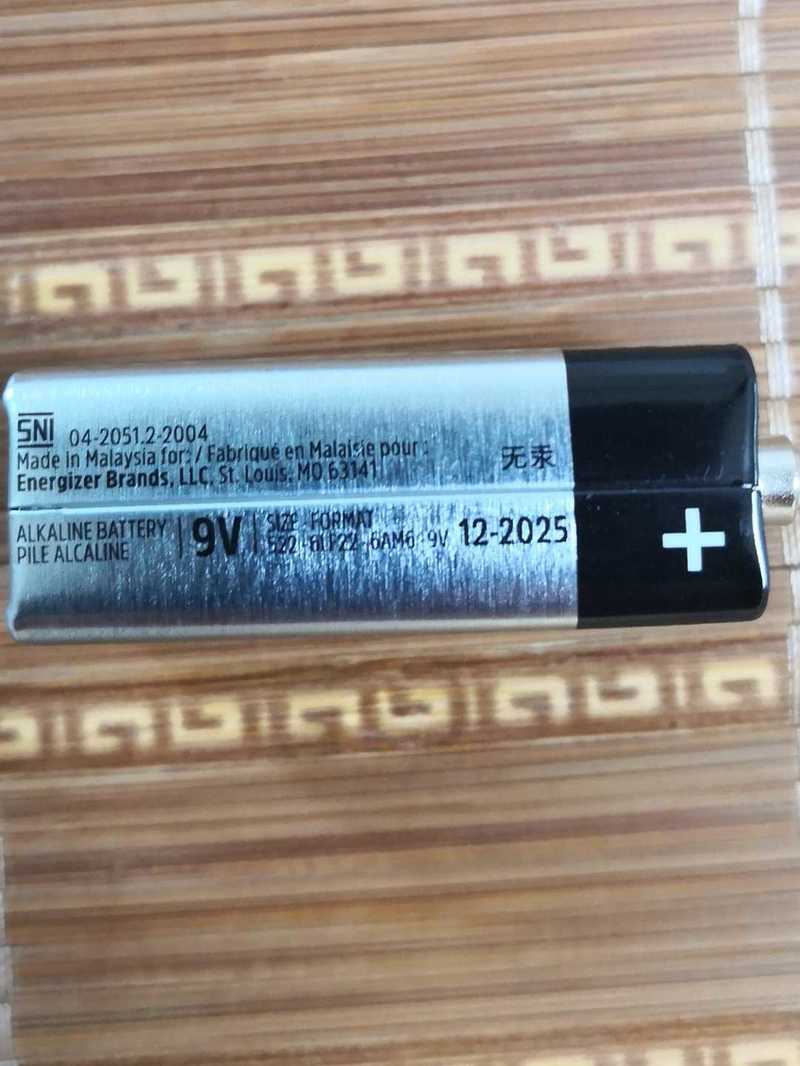 SNI 04-2051.2-2004
Made in Malaysia for: / Fabriqué en Malaisie pour :
Energizer Brands, LLC, St. Louis, MO 63141
无汞
ALKALINE BATTERY
PILE ALCALINE
9V
SIZE · FORMAT
522 · 6LF22 · 6AM6 · 9V
12-2025
+